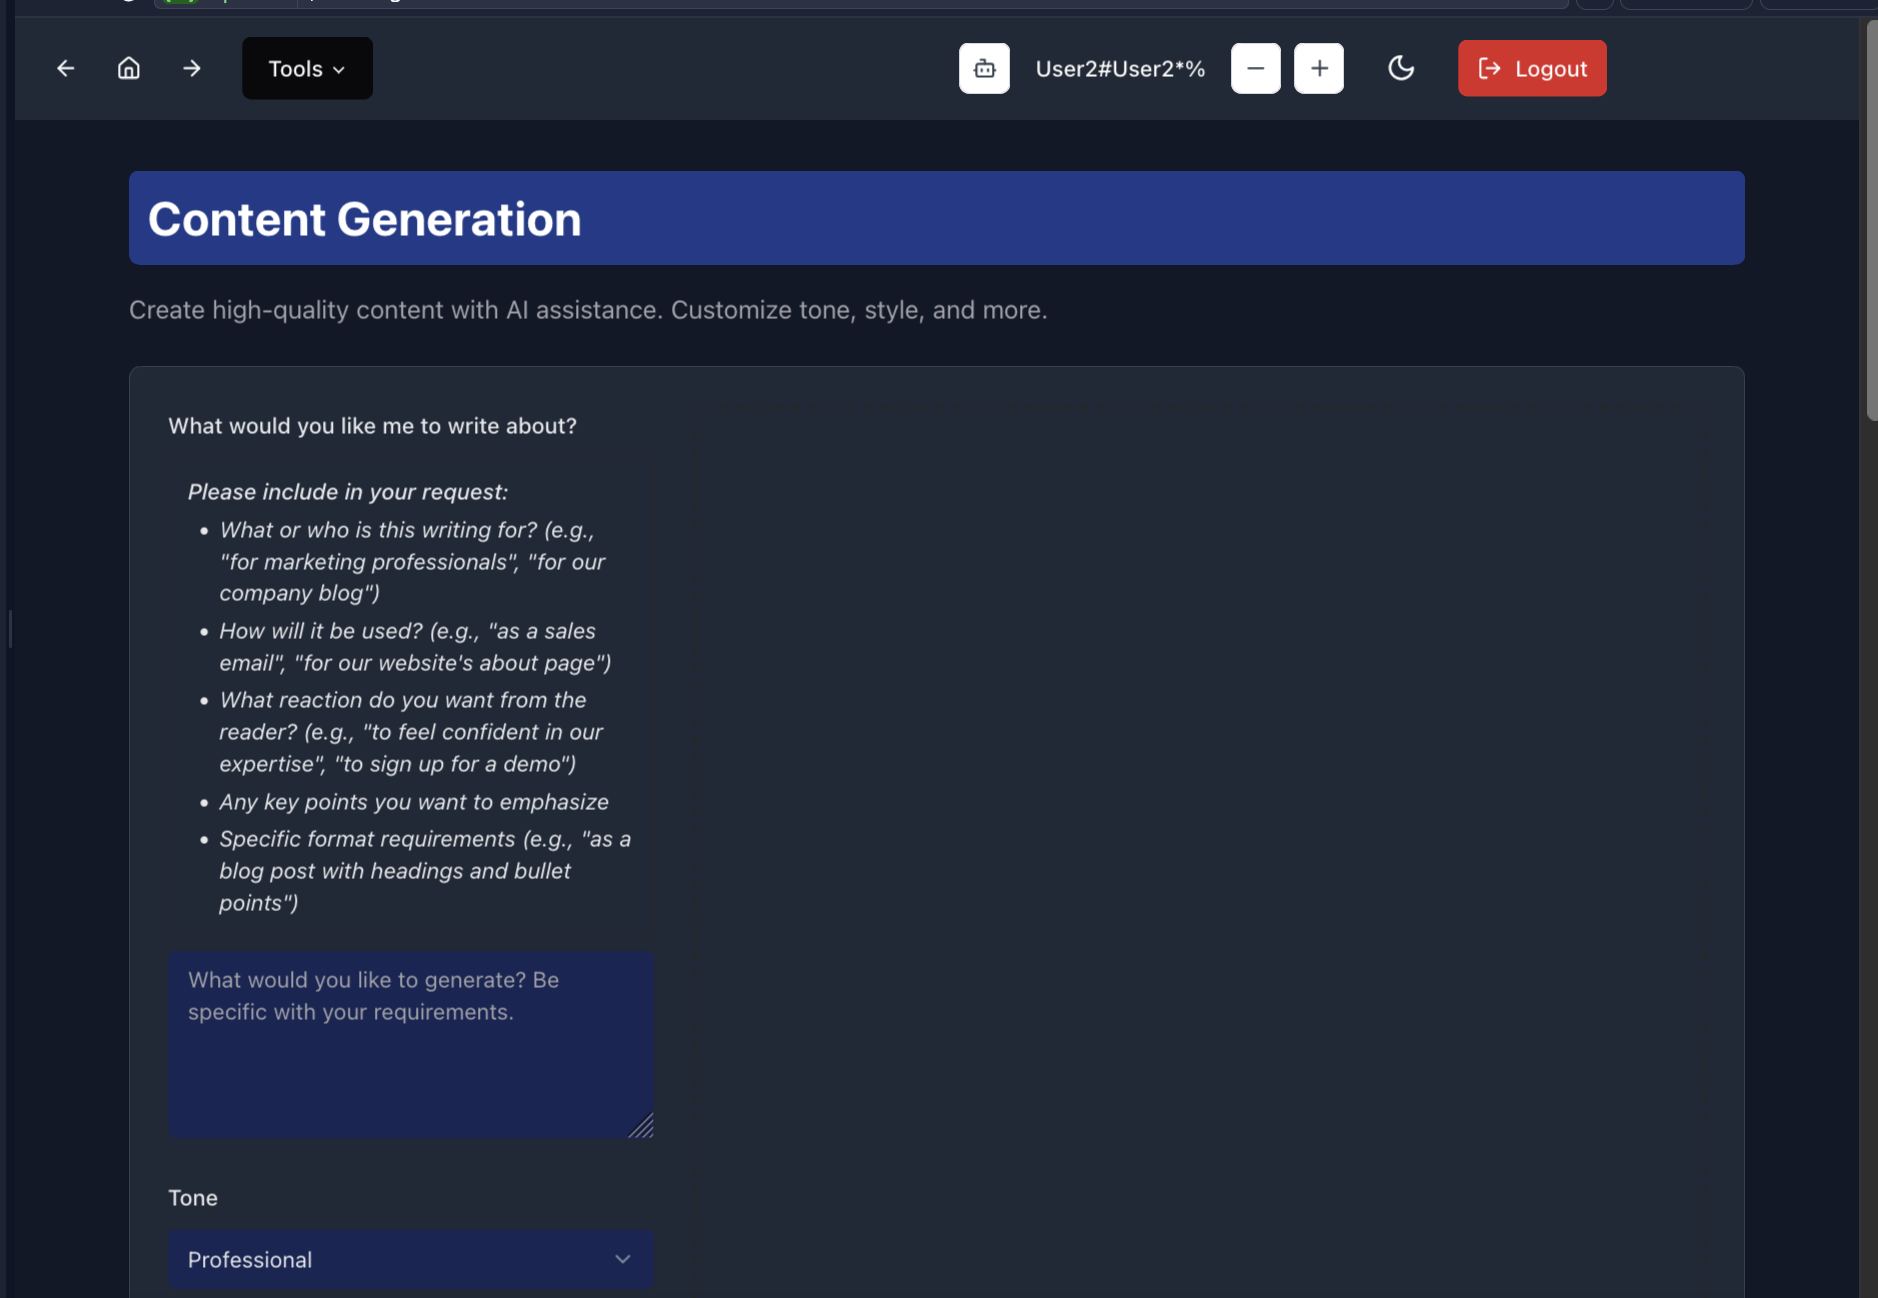 Tools
User2#User2*%
Logout
Content Generation
Create high-quality content with AI assistance. Customize tone, style, and more.
What would you like me to write about?
Please include in your request:
• What or who is this writing for? (e.g.,
"for marketing professionals", "for our
company blog")
• How will it be used? (e.g., "as a sales
email", "for our website's about page")
• What reaction do you want from the
reader? (e.g., "to feel confident in our
expertise", "to sign up for a demo")
• Any key points you want to emphasize
• Specific format requirements (e.g., "as a
blog post with headings and bullet
points")
What would you like to generate? Be
specific with your requirements.
Tone
Professional